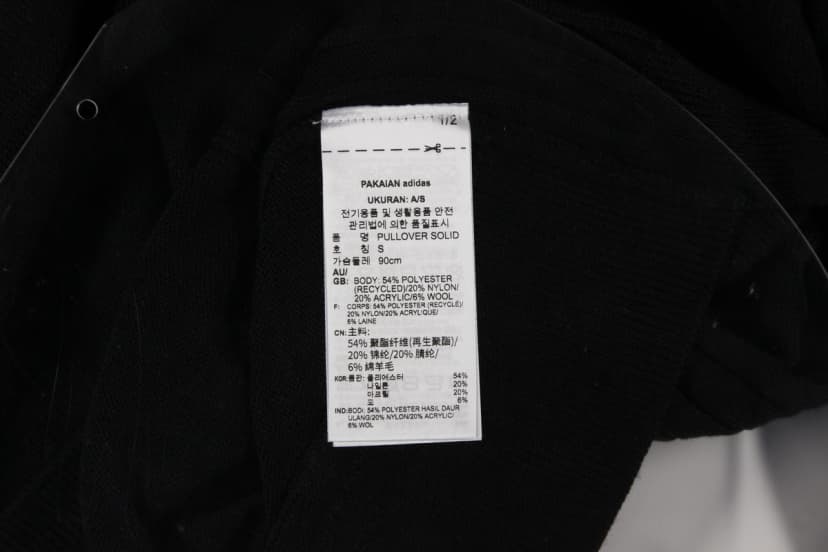 1/2
PAKAIAN adidas
UKURAN: A/S
전기용품 및 생활용품 안전
관리법에 의한 품질표시
품 명 PULLOVER SOLID
호 칭 S
가슴둘레 90cm
AU/
GB: BODY: 54% POLYESTER
(RECYCLED)/20% NYLON/
20% ACRYLIC/6% WOOL
F: CORPS: 54% POLYESTER (RECYCLE)/
20% NYLON/20% ACRYLIQUE/
6% LAINE
CN: 主料:
54% 聚酯纤维(再生聚酯)/
20% 锦纶/20% 腈纶/
6% 绵羊毛
KOR: 몸판: 폴리에스터 54%
나일론 20%
아크릴 20%
모 6%
IND: BODI: 54% POLYESTER HASIL DAUR
ULANG/20% NYLON/20% ACRYLIC/
6% WOL